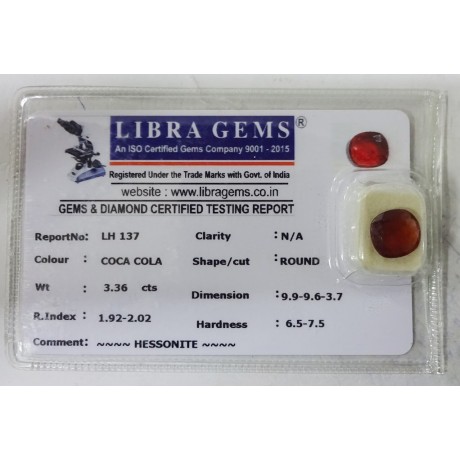 LIBRA GEMS®
An ISO Certified Gems Company 9001 - 2015
Registered Under the Trade Marks with Govt. of India
website : www.libragems.co.in
GEMS & DIAMOND CERTIFIED TESTING REPORT
ReportNo: LH 137 Clarity : N/A
Colour : COCA COLA Shape/cut : ROUND
Wt : 3.36 cts Dimension : 9.9-9.6-3.7
R.Index : 1.92-2.02 Hardness : 6.5-7.5
Comment: ~~~~ HESSONITE ~~~~